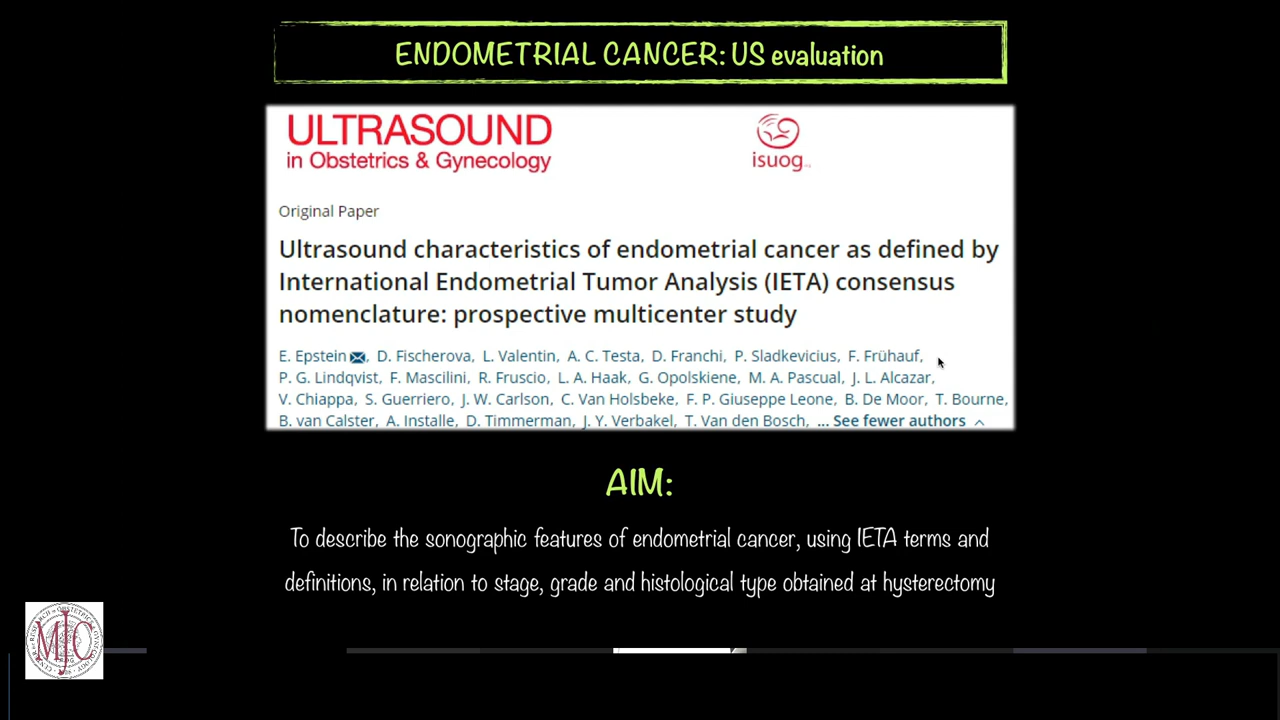 ENDOMETRIAL CANCER: US evaluation
ULTRASOUND
in Obstetrics & Gynecology
isuog
Original Paper
Ultrasound characteristics of endometrial cancer as defined by
International Endometrial Tumor Analysis (IETA) consensus
nomenclature: prospective multicenter study
E. Epstein, D. Fischerova, L. Valentin, A. C. Testa, D. Franchi, P. Sladkevicius, F. Frühauf,
P. G. Lindqvist, F. Mascilini, R. Fruscio, L. A. Haak, G. Opolskiene, M. A. Pascual, J. L. Alcazar,
V. Chiappa, S. Guerriero, J. W. Carlson, C. Van Holsbeke, F. P. Giuseppe Leone, B. De Moor, T. Bourne,
B. van Calster, A. Installe, D. Timmerman, J. Y. Verbakel, T. Van den Bosch, ... See fewer authors
AIM:
To describe the sonographic features of endometrial cancer, using IETA terms and
definitions, in relation to stage, grade and histological type obtained at hysterectomy
MJC